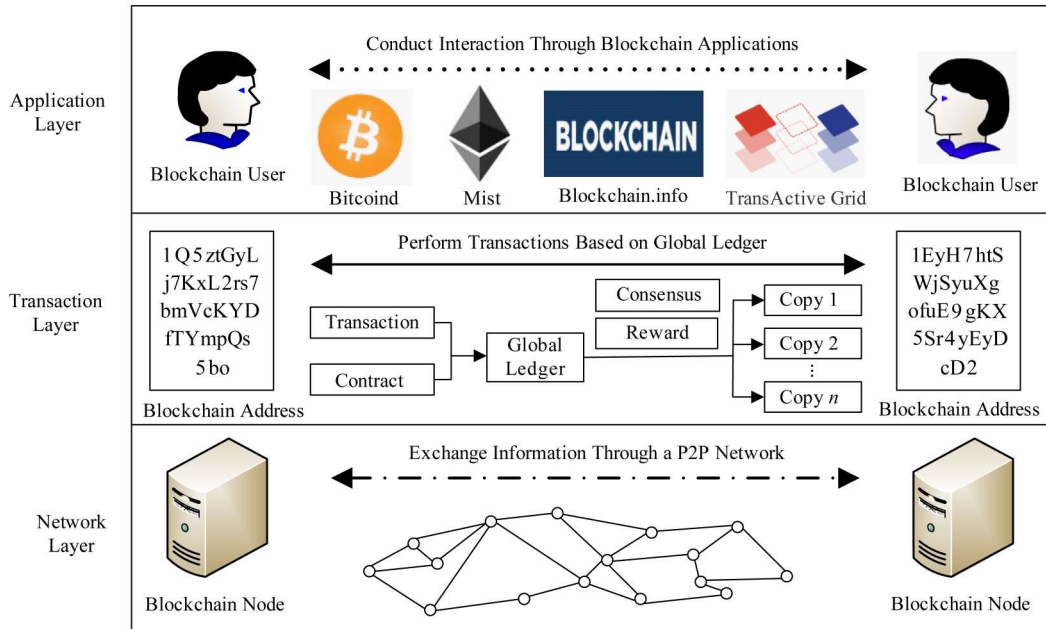 Application
Layer
Conduct Interaction Through Blockchain Applications
BLOCKCHAIN
Blockchain User
Bitcoind
Mist
Blockchain.info
TransActive Grid
Blockchain User
Transaction
Layer
Perform Transactions Based on Global Ledger
1Q5ztGyL
j7KxL2rs7
bmVcKYD
fTYmpQs
5bo
Blockchain Address
Transaction
Contract
Global
Ledger
Consensus
Reward
Copy 1
Copy 2
⋮
Copy n
1EyH7htS
WjSyuXg
ofuE9gKX
5Sr4yEyD
cD2
Blockchain Address
Network
Layer
Exchange Information Through a P2P Network
Blockchain Node
Blockchain Node